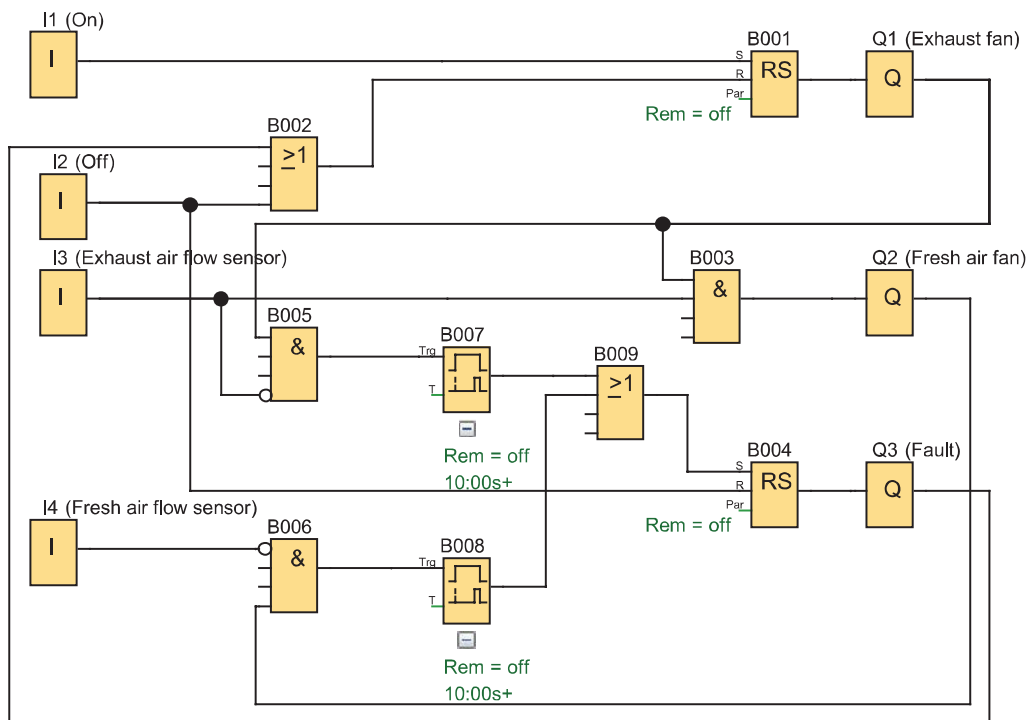 I1 (On)
I
B001
S
R
Par
RS
Rem = off
Q1 (Exhaust fan)
Q
B002
>1
I2 (Off)
I
I3 (Exhaust air flow sensor)
I
B003
&
Q2 (Fresh air fan)
Q
B005
&
B007
Trg
T
Rem = off
10:00s+
B009
>1
B004
S
R
Par
RS
Rem = off
Q3 (Fault)
Q
I4 (Fresh air flow sensor)
I
B006
&
B008
Trg
T
Rem = off
10:00s+